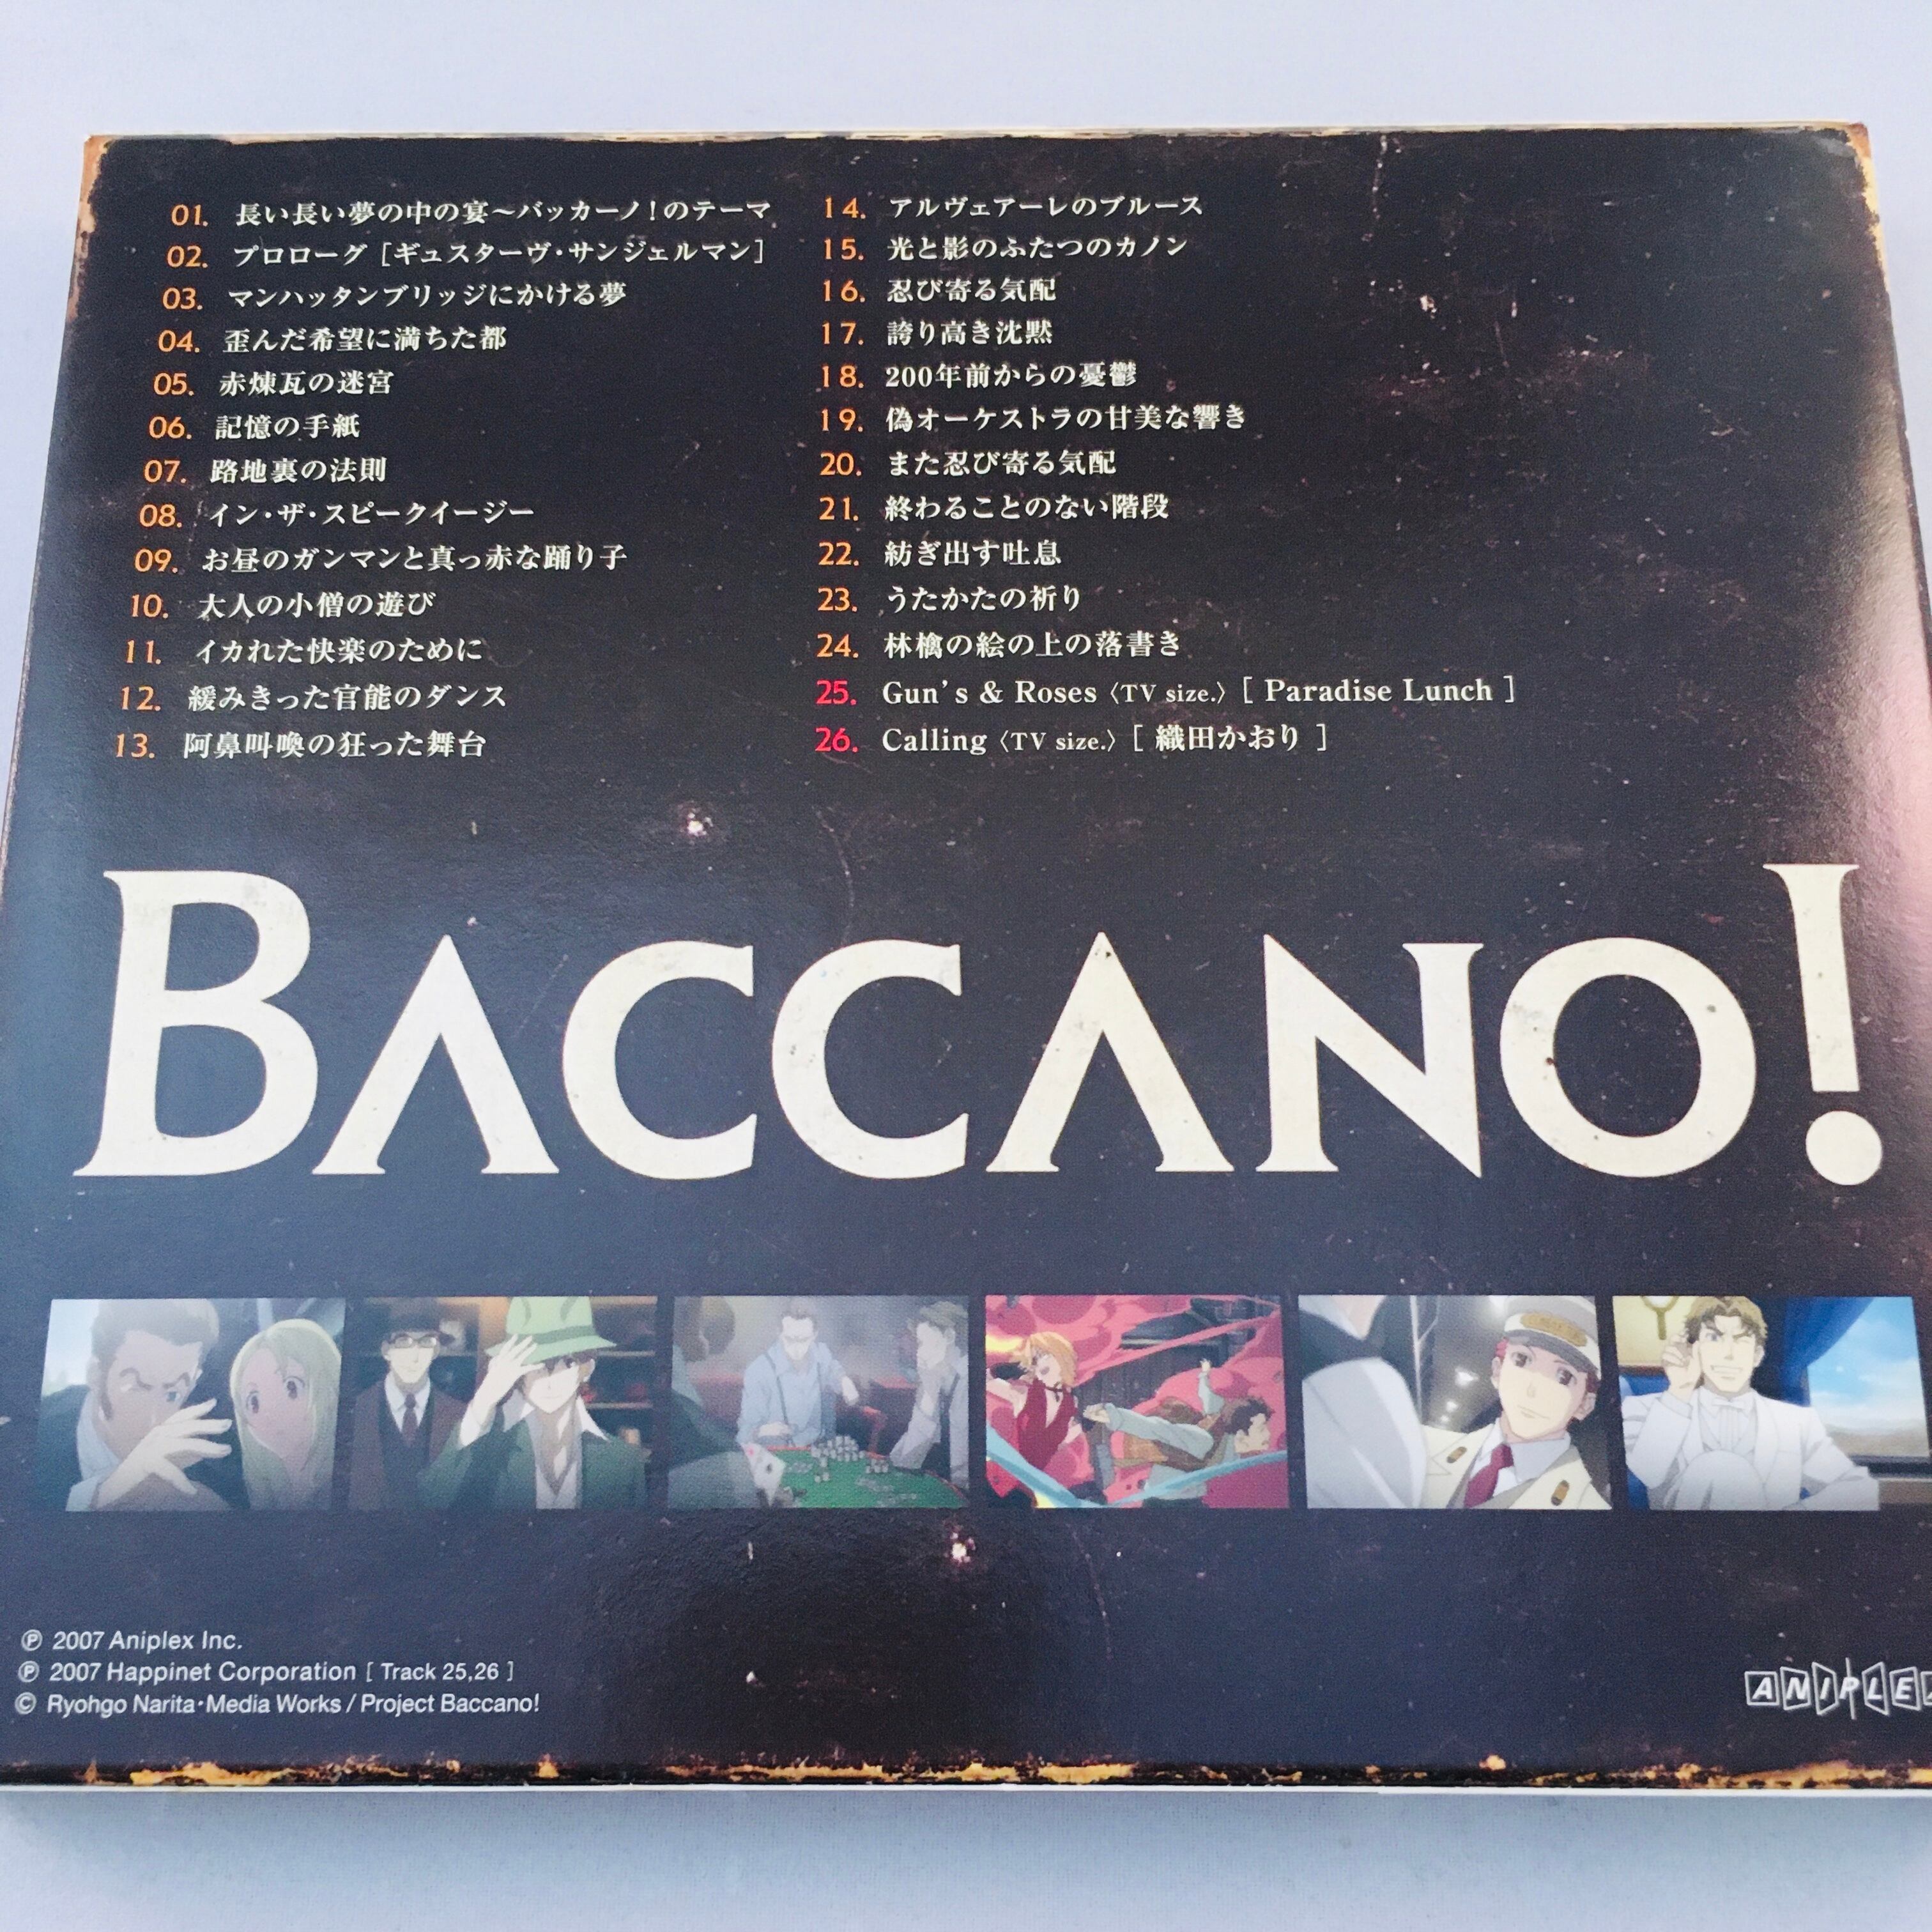 01. 長い長い夢の中の宴～バッカーノ！のテーマ
02. プロローグ［ギュスターヴ・サンジェルマン］
03. マンハッタンブリッジにかける夢
04. 歪んだ希望に満ちた都
05. 赤煉瓦の迷宮
06. 記憶の手紙
07. 路地裏の法則
08. イン・ザ・スピークイージー
09. お昼のガンマンと真っ赤な踊り子
10. 大人の小僧の遊び
11. イカれた快楽のために
12. 緩みきった官能のダンス
13. 阿鼻叫喚の狂った舞台
14. アルヴェアーレのブルース
15. 光と影のふたつのカノン
16. 忍び寄る気配
17. 誇り高き沈黙
18. 200年前からの憂鬱
19. 偽オーケストラの甘美な響き
20. また忍び寄る気配
21. 終わることのない階段
22. 紡ぎ出す吐息
23. うたかたの祈り
24. 林檎の絵の上の落書き
25. Gun's & Roses〈TV size.〉[ Paradise Lunch ]
26. Calling〈TV size.〉[ 織田かおり ]
BACCANO!
℗ 2007 Aniplex Inc.
℗ 2007 Happinet Corporation [ Track 25,26 ]
© Ryohgo Narita・Media Works / Project Baccano!
ANIPLE